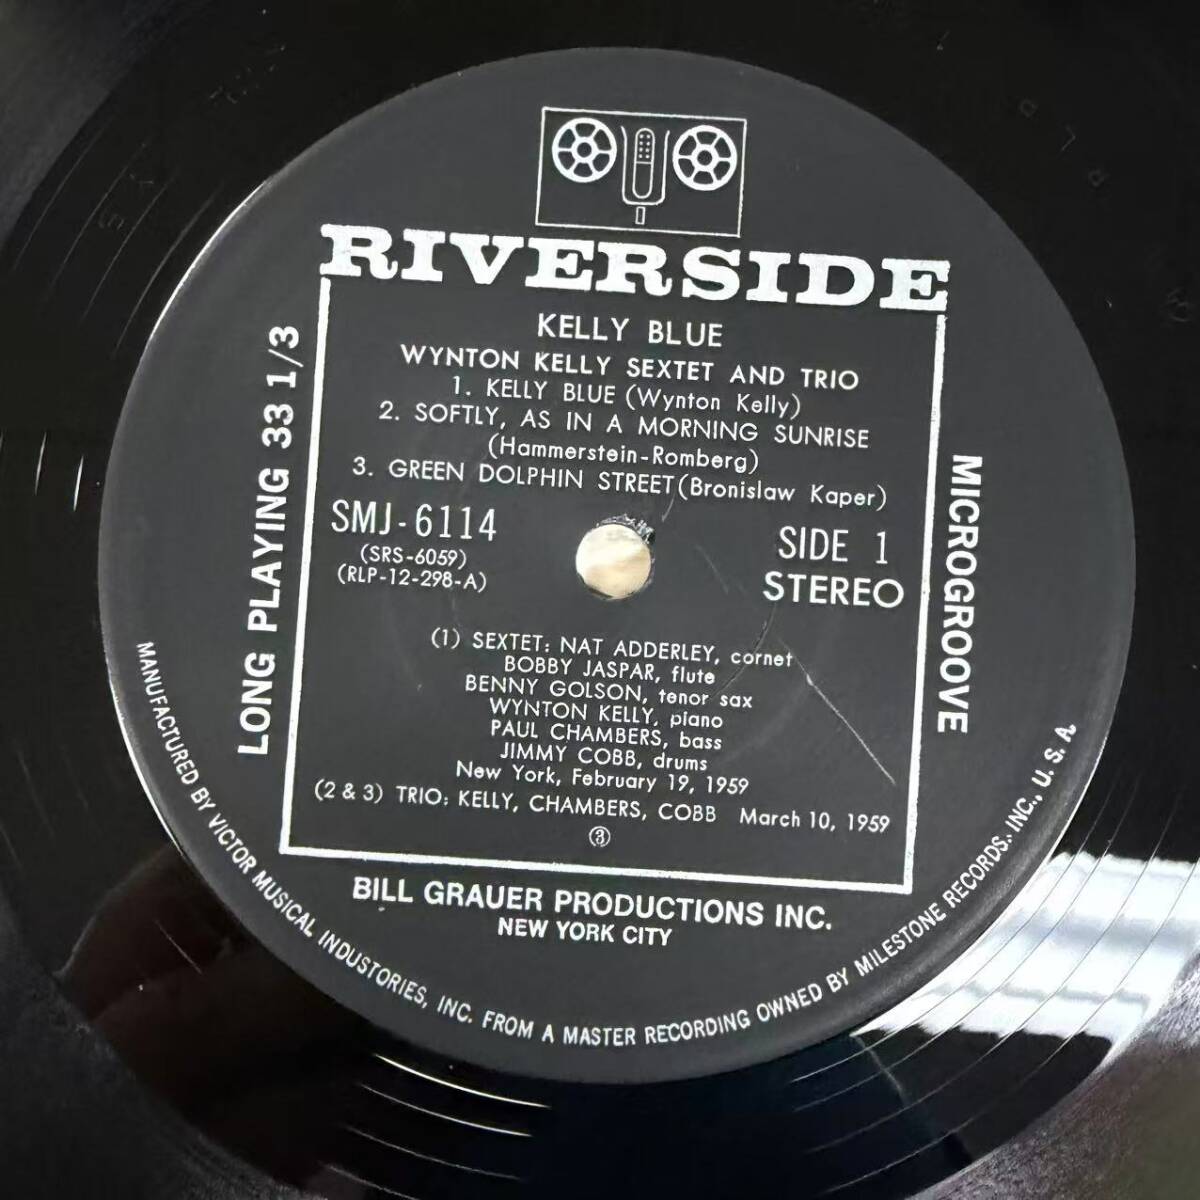 RIVERSIDE
KELLY BLUE
WYNTON KELLY SEXTET AND TRIO
1. KELLY BLUE (Wynton Kelly)
2. SOFTLY, AS IN A MORNING SUNRISE
(Hammerstein-Romberg)
3. GREEN DOLPHIN STREET (Bronislaw Kaper)
SMJ-6114
(SRS-6059)
(RLP-12-298-A)
SIDE 1
STEREO
(1) SEXTET: NAT ADDERLEY, cornet
BOBBY JASPAR, flute
BENNY GOLSON, tenor sax
WYNTON KELLY, piano
PAUL CHAMBERS, bass
JIMMY COBB, drums
New York, February 19, 1959
(2 & 3) TRIO: KELLY, CHAMBERS, COBB March 10, 1959
③
LONG PLAYING 33 1/3
MICROGROOVE
BILL GRAUER PRODUCTIONS INC.
NEW YORK CITY
MANUFACTURED BY VICTOR MUSICAL INDUSTORIES, INC. FROM A MASTER RECORDING OWNED BY MILESTONE RECORDS. INC., U. S. A.